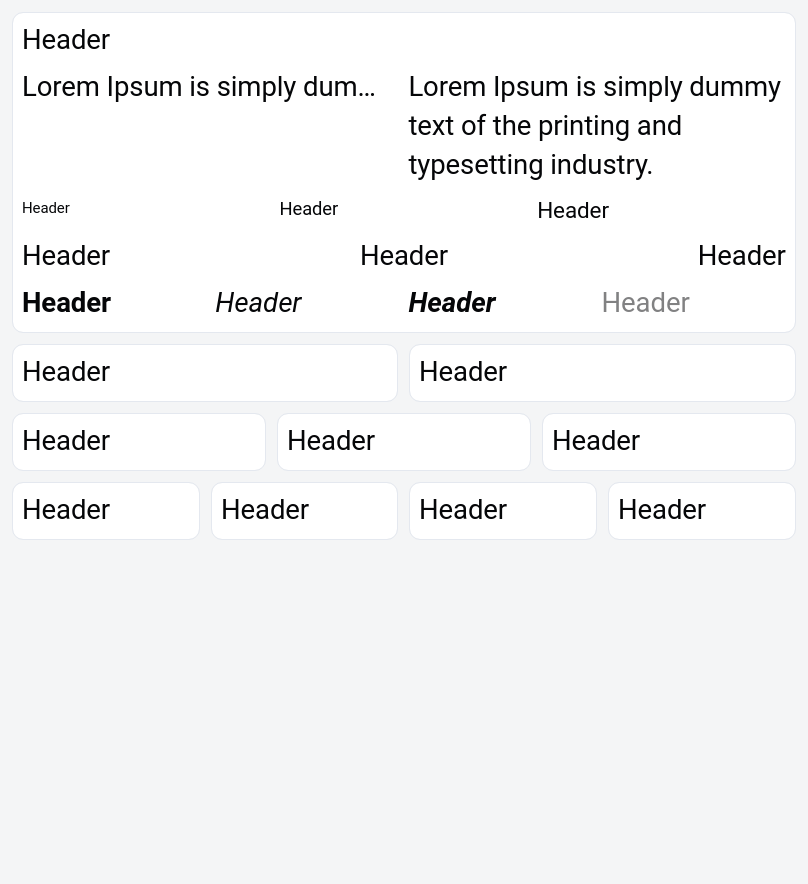 Header
Lorem Ipsum is simply dum...
Lorem Ipsum is simply dummy
text of the printing and
typesetting industry.
Header Header Header
Header Header Header
Header Header Header Header
Header Header
Header Header Header
Header Header Header Header